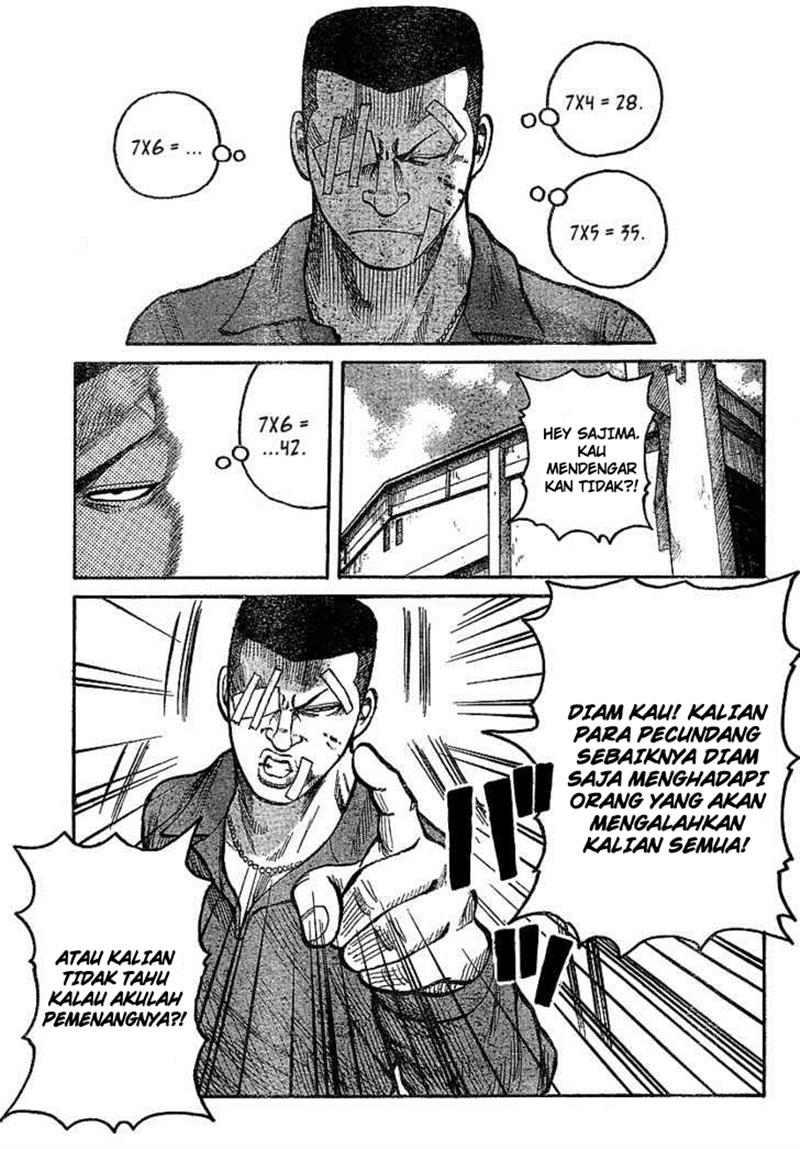 7X4 = 28.
7X5 = 35.
7X6 = ...
HEY SAJIMA.
KAU
MENDENGAR
KAN TIDAK?!
7X6 =
...42.
DIAM KAU! KALIAN
PARA PECUNDANG
SEBAIKNYA DIAM
SAJA MENGHADAPI
ORANG YANG AKAN
MENGALAHKAN
KALIAN SEMUA!
ATAU KALIAN
TIDAK TAHU
KALAU AKULAH
PEMENANGNYA?!